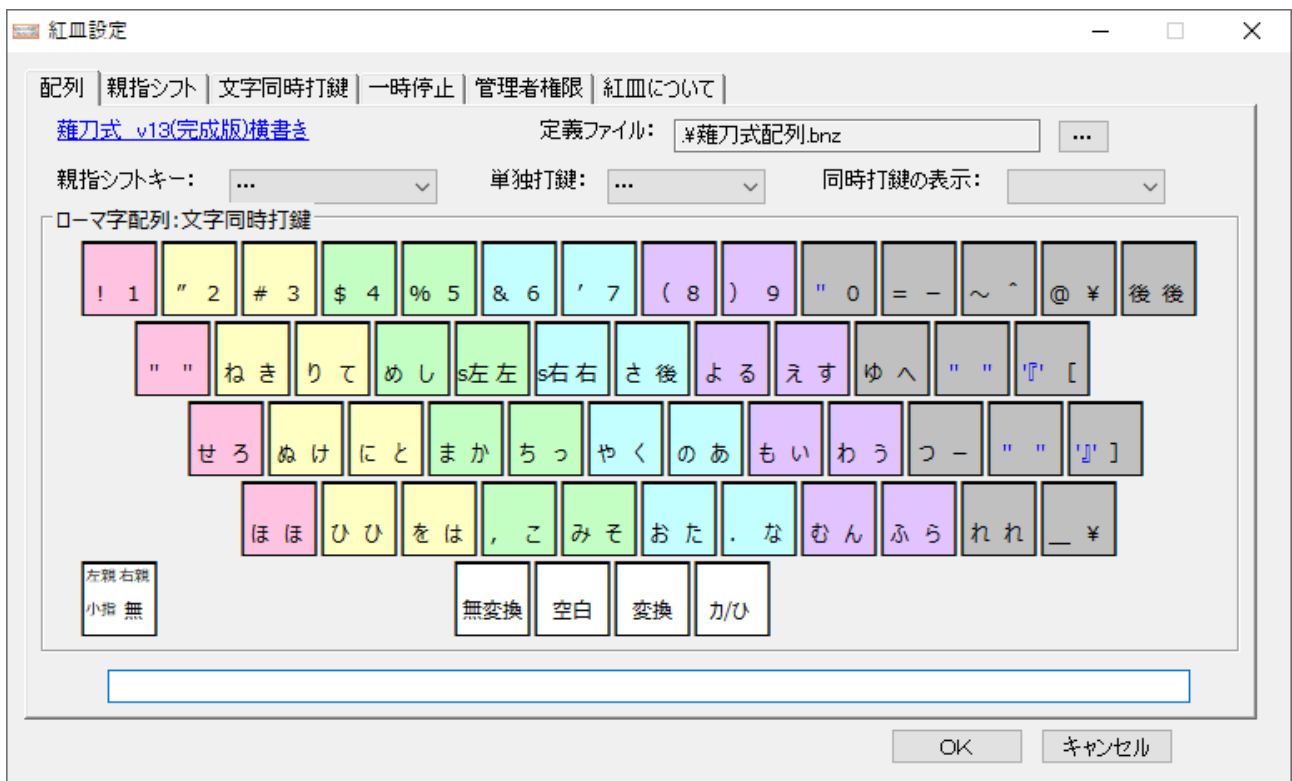 紅皿設定
配列 親指シフト 文字同時打鍵 一時停止 管理者権限 紅皿について
薙刀式 v13(完成版)横書き 定義ファイル: .¥薙刀式配列.bnz ...
親指シフトキー: ... 単独打鍵: ... 同時打鍵の表示:
ローマ字配列:文字同時打鍵
! 1 ” 2 # 3 $ 4 % 5 & 6 ’ 7 ( 8 ) 9 " 0 = − ~ ^ @ ¥ 後 後
" " ね き り て め し s左 左 s右 右 さ 後 よ る え す ゆ へ " " '『' [
せ ろ ぬ け に と ま か ち っ や く の あ も い わ う つ − " " '』' ]
ほ ほ ひ ひ を は , こ み そ お た . な む ん ふ ら れ れ _ ¥
左親 右親
小指 無 無変換 空白 変換 カ/ひ
OK キャンセル